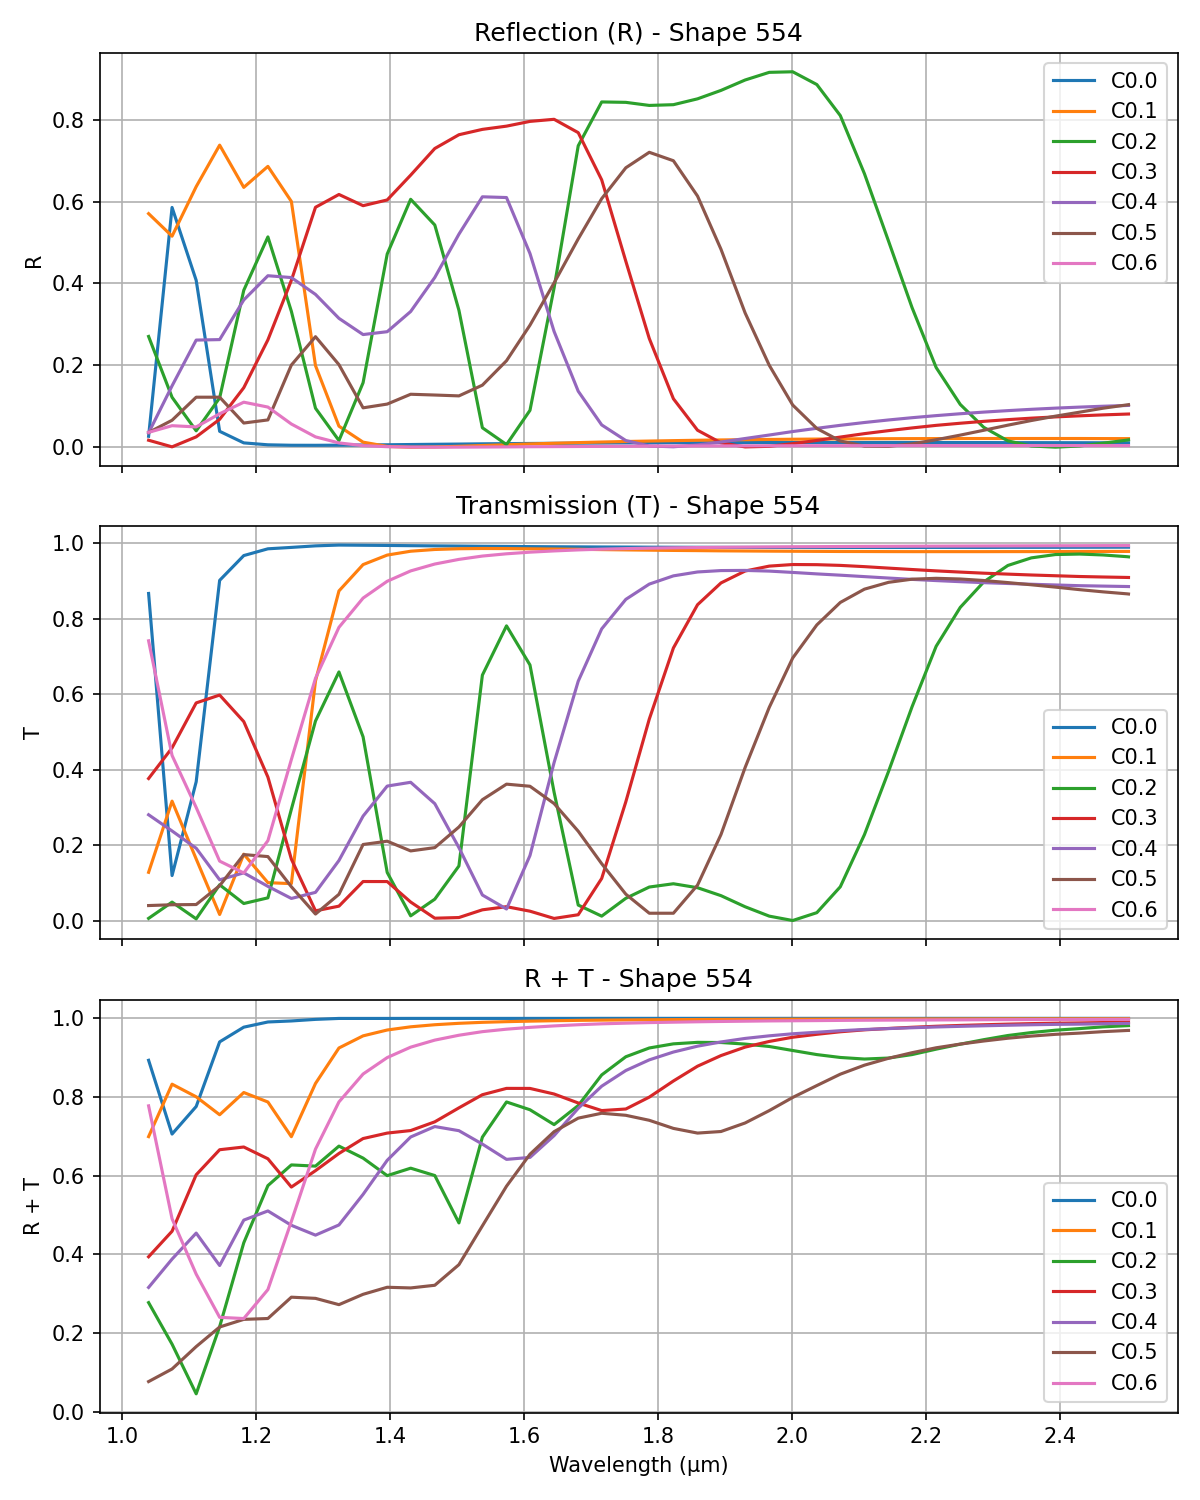 Reflection (R) - Shape 554
0.8
0.6
0.4
0.2
0.0
R
C0.0
C0.1
C0.2
C0.3
C0.4
C0.5
C0.6
Transmission (T) - Shape 554
1.0
0.8
0.6
0.4
0.2
0.0
T
C0.0
C0.1
C0.2
C0.3
C0.4
C0.5
C0.6
R + T - Shape 554
1.0
0.8
0.6
0.4
0.2
0.0
R + T
C0.0
C0.1
C0.2
C0.3
C0.4
C0.5
C0.6
1.0 1.2 1.4 1.6 1.8 2.0 2.2 2.4
Wavelength (μm)